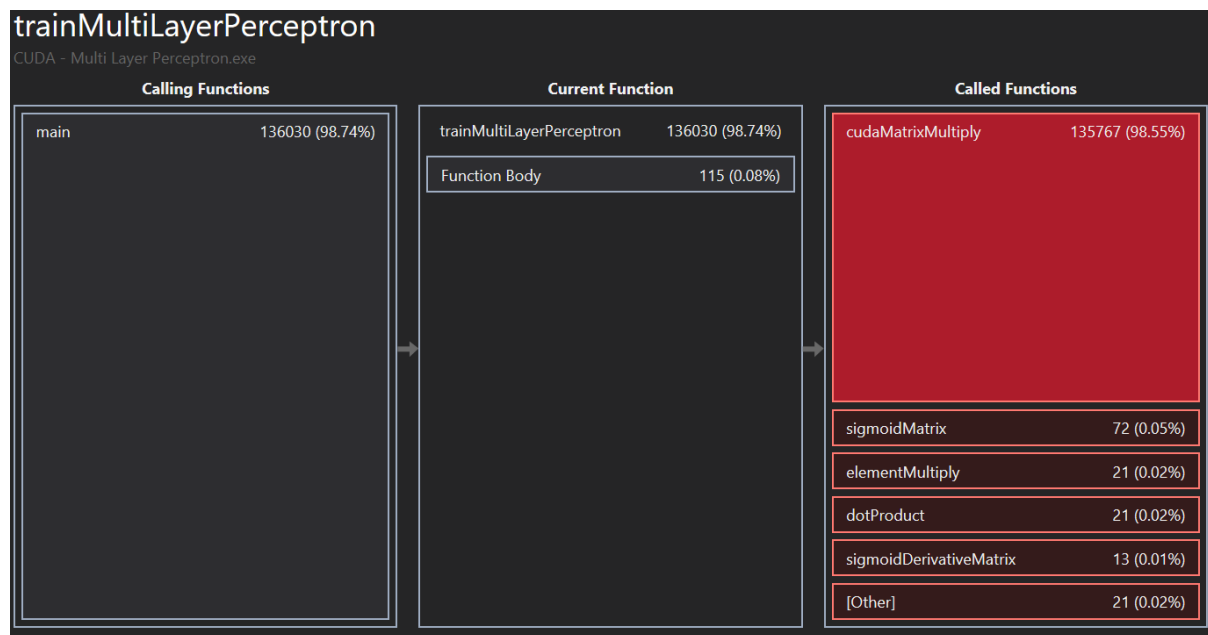 trainMultiLayerPerceptron
CUDA - Multi Layer Perceptron.exe
Calling Functions
main 136030 (98.74%)
Current Function
trainMultiLayerPerceptron 136030 (98.74%)
Function Body 115 (0.08%)
Called Functions
cudaMatrixMultiply 135767 (98.55%)
sigmoidMatrix 72 (0.05%)
elementMultiply 21 (0.02%)
dotProduct 21 (0.02%)
sigmoidDerivativeMatrix 13 (0.01%)
[Other] 21 (0.02%)